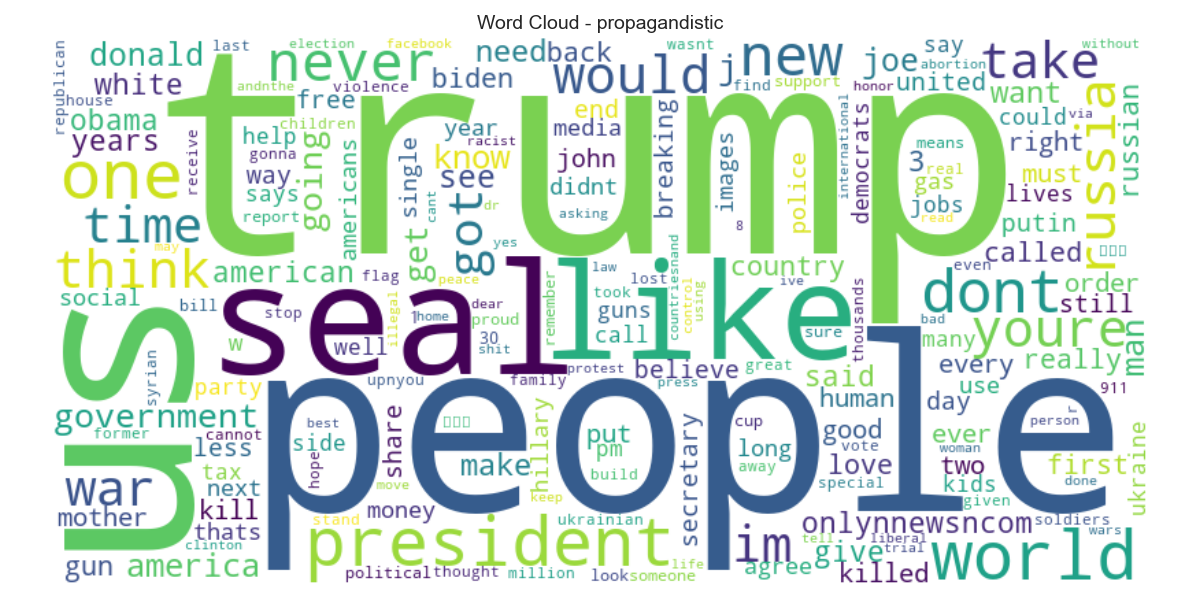 Word Cloud - propagandistic
republican donald last election facebook need back wasnt say without
white andnthe never violence biden would j new joe abortion take
house obama free find support honor united want
years receive help children going americans year racist media breaking images police international democrats could via russia russian
one gonna way single know end john 3 means right must
time says report get cant see didnt asking 8 gas real jobs read lives putin
trump
think may american flag got dr yes law lost country ive even called
social bill stop illegal peace dear remember took guns countriesnand control using order still
us seal like dont
syrian w well 1 home proud 30 shit call sure thousands bad many youre man
party upnyou family protest believe press great said every really
government former cannot best side share hillary put cup long human day use 911
people
less hope make pm secretary away good vote ever woman two person first ukraine
war tax next move build love special kids given done
mother kill thats money stand keep ukrainian im onlynnewsncom soldiers wars
gun clinton america president life agree tell give liberal trial world
political thought million look someone killed